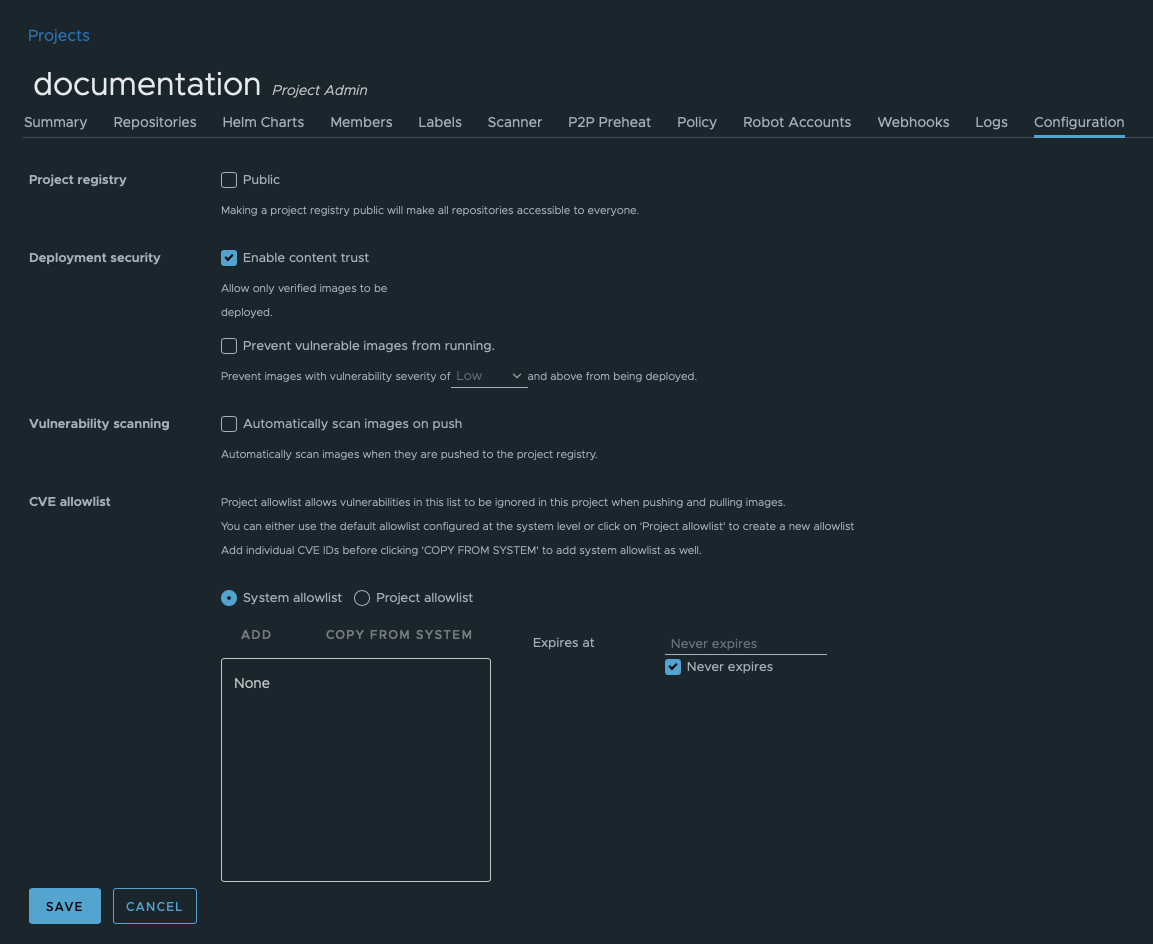 Projects
documentation Project Admin
Summary Repositories Helm Charts Members Labels Scanner P2P Preheat Policy Robot Accounts Webhooks Logs Configuration
Project registry Public
Making a project registry public will make all repositories accessible to everyone.
Deployment security Enable content trust
Allow only verified images to be
deployed.
Prevent vulnerable images from running.
Prevent images with vulnerability severity of Low and above from being deployed.
Vulnerability scanning Automatically scan images on push
Automatically scan images when they are pushed to the project registry.
CVE allowlist Project allowlist allows vulnerabilities in this list to be ignored in this project when pushing and pulling images.
You can either use the default allowlist configured at the system level or click on 'Project allowlist' to create a new allowlist
Add individual CVE IDs before clicking 'COPY FROM SYSTEM' to add system allowlist as well.
System allowlist Project allowlist
ADD COPY FROM SYSTEM
Expires at Never expires
Never expires
None
SAVE CANCEL